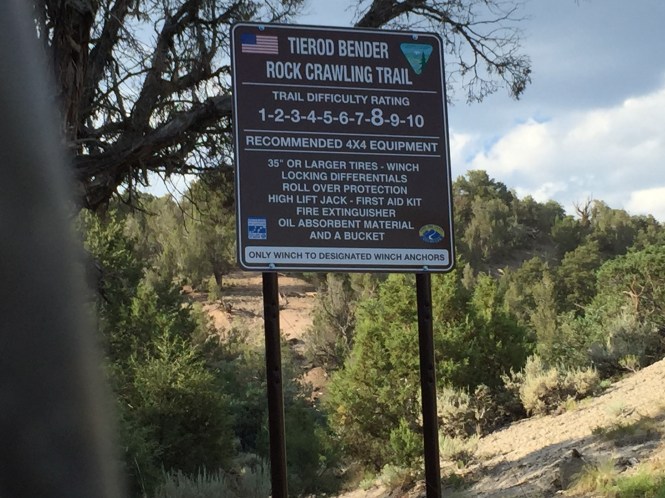 TIEROD BENDER
ROCK CRAWLING TRAIL
TRAIL DIFFICULTY RATING
1-2-3-4-5-6-7-8-9-10
RECOMMENDED 4X4 EQUIPMENT
35" OR LARGER TIRES - WINCH
LOCKING DIFFERENTIALS
ROLL OVER PROTECTION
HIGH LIFT JACK - FIRST AID KIT
FIRE EXTINGUISHER
OIL ABSORBENT MATERIAL
AND A BUCKET
ONLY WINCH TO DESIGNATED WINCH ANCHORS